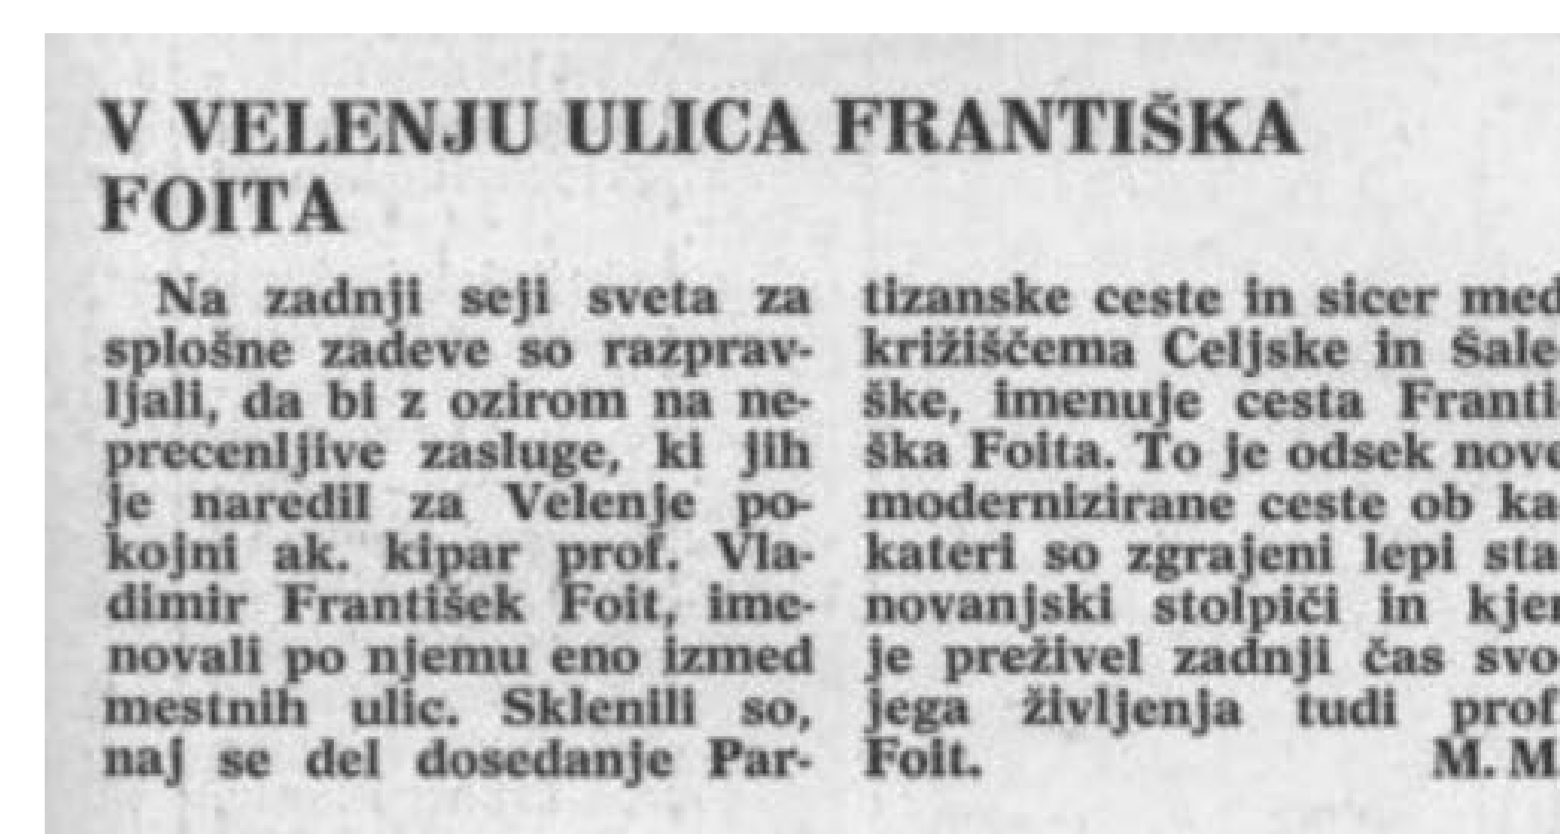 V VELENJU ULICA FRANTIŠKA
FOITA
Na zadnji seji sveta za
splošne zadeve so razprav-
ljali, da bi z ozirom na ne-
precenljive zasluge, ki jih
je naredil za Velenje po-
kojni ak. kipar prof. Vla-
dimir František Foit, ime-
novali po njemu eno izmed
mestnih ulic. Sklenili so,
naj se del dosedanje Par-
tizanske ceste in sicer med
križiščema Celjske in Šale-
ške, imenuje cesta Franti
ška Foita. To je odsek nove
modernizirane ceste ob ka
kateri so zgrajeni lepi sta
novanjski stolpiči in kjer
je preživel zadnji čas svo
jega življenja tudi prof
Foit.
M. M.